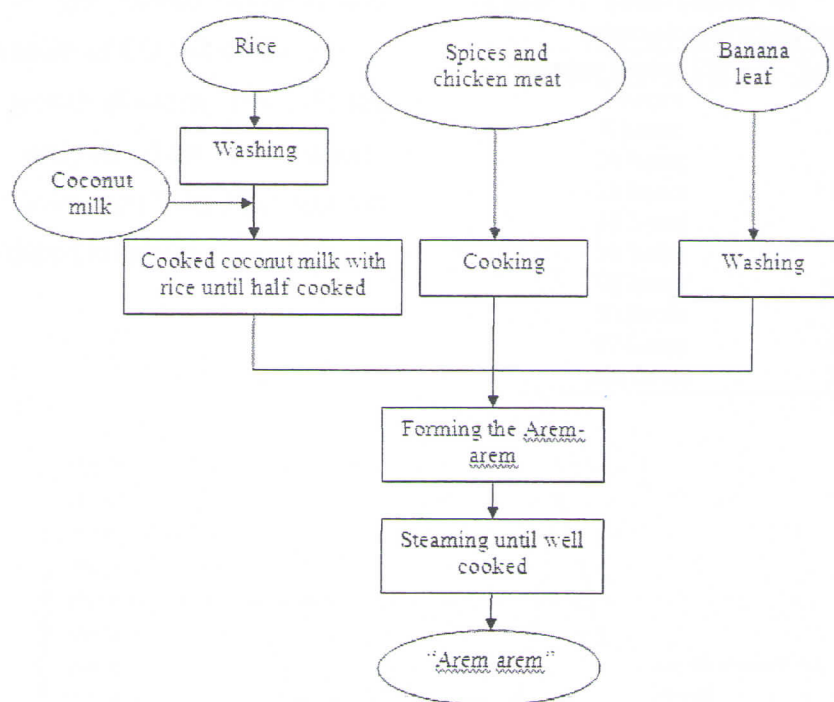 Rice
Spices and
chicken meat
Banana
leaf
Washing
Coconut
milk
Cooked coconut milk with
rice until half cooked
Cooking
Washing
Forming the Arem-
arem
Steaming until well
cooked
“Arem arem”